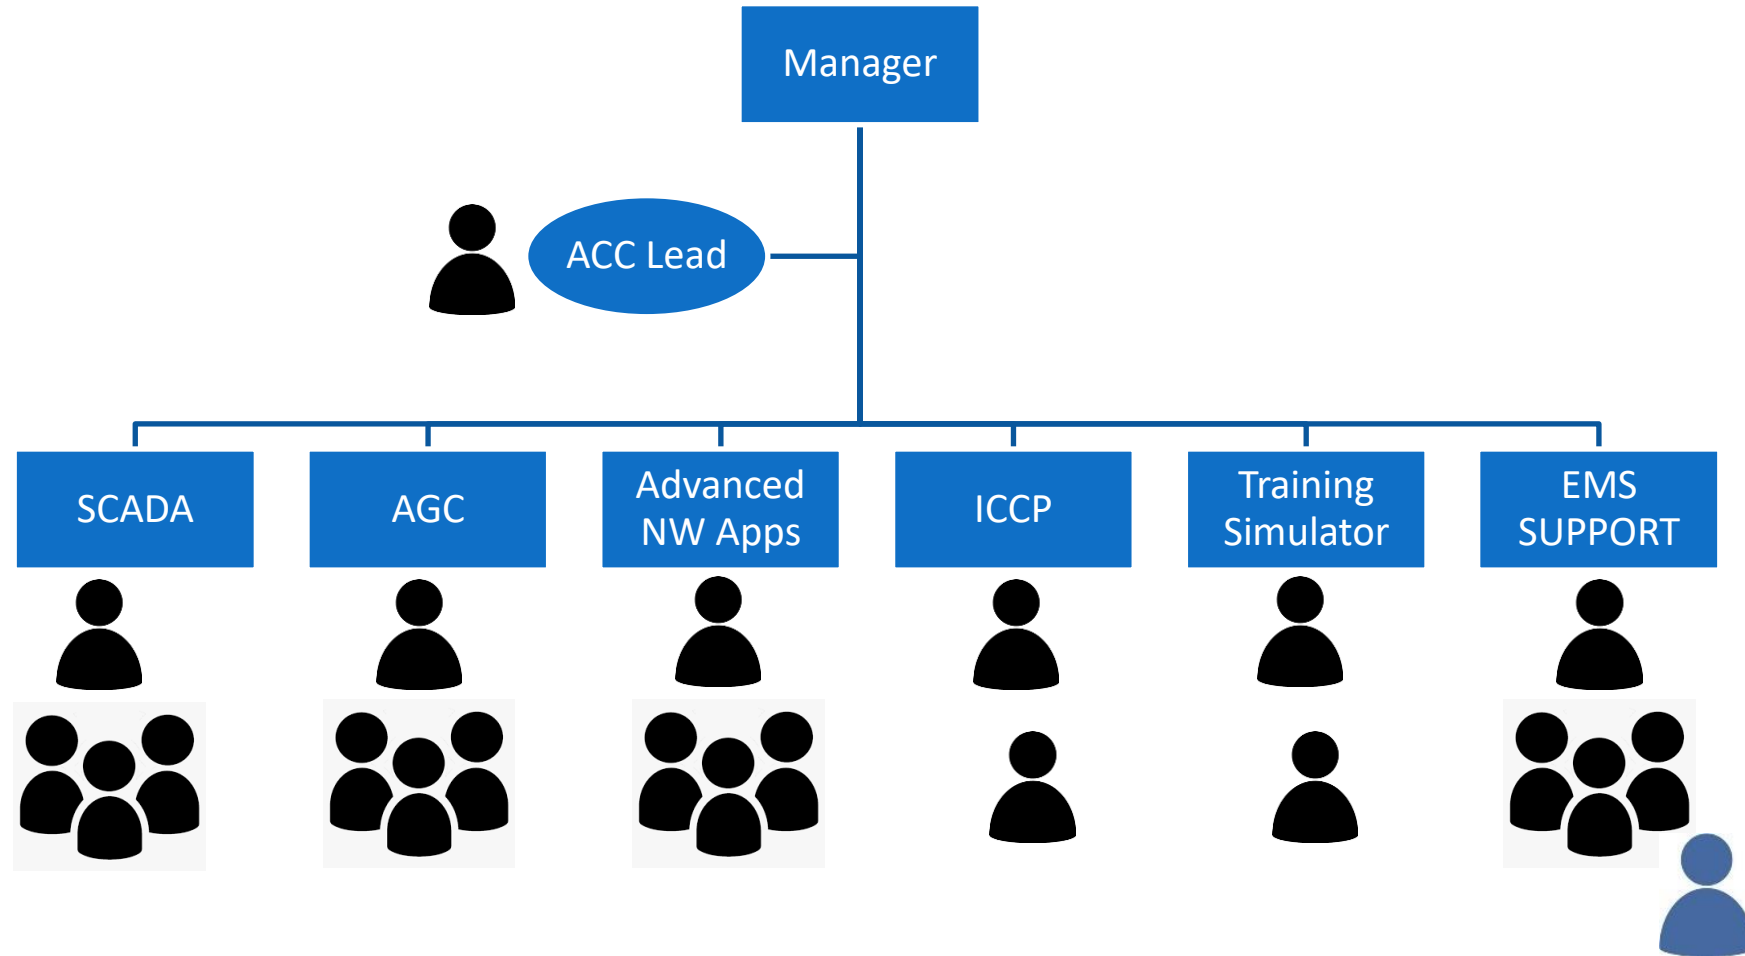 Manager
ACC Lead
SCADA
AGC
Advanced
NW Apps
ICCP
Training
Simulator
EMS
SUPPORT